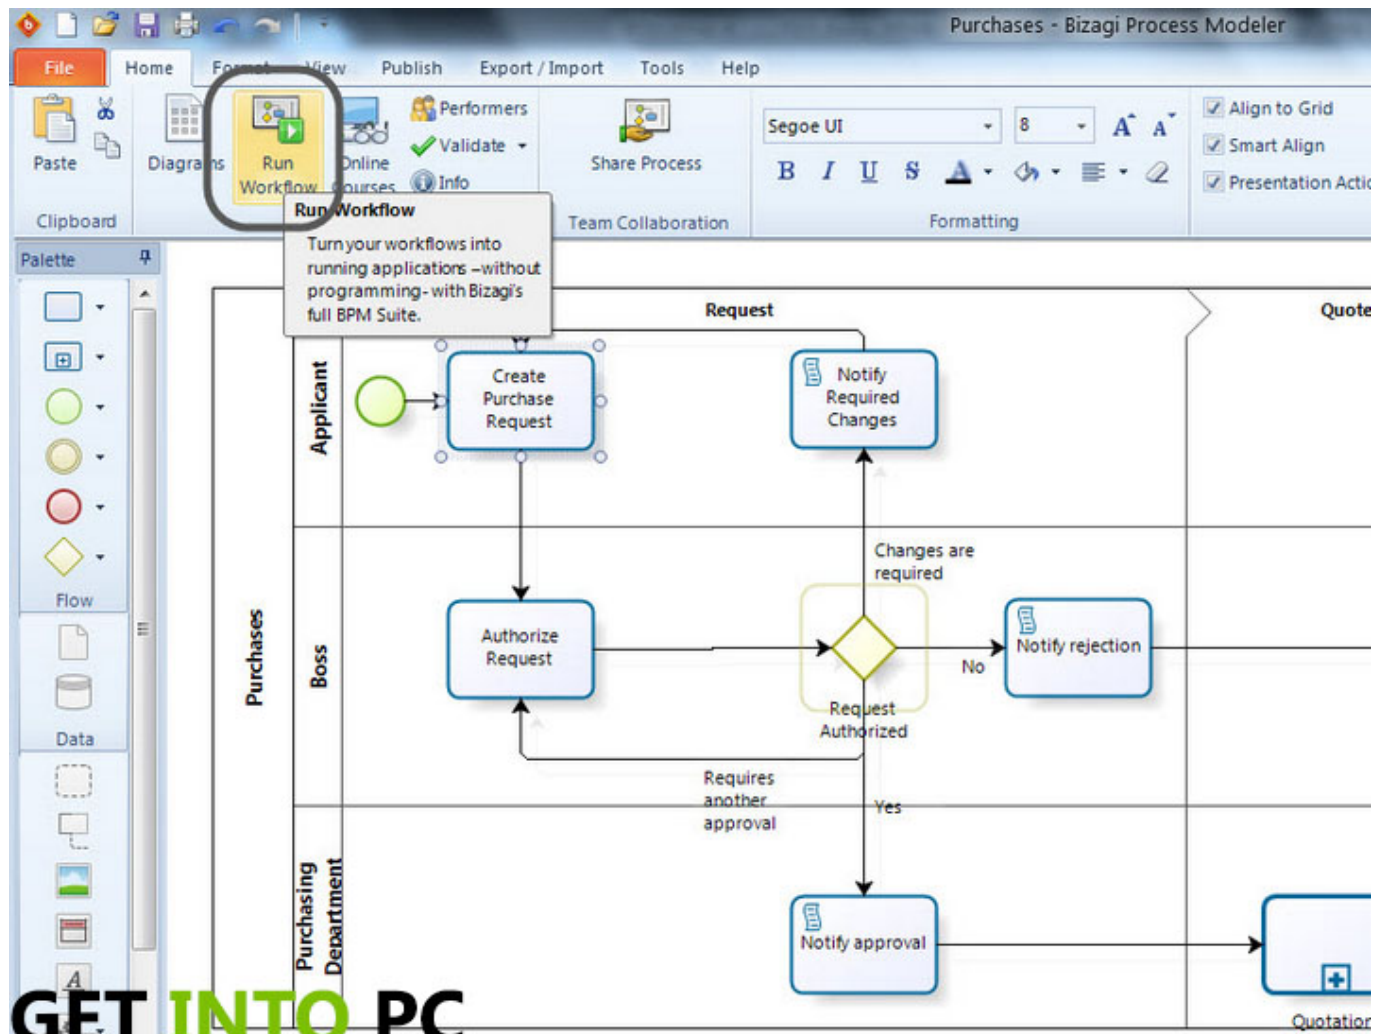 Purchases - Bizagi Process Modeler
File Home Format View Publish Export / Import Tools Help
Paste
Diagrams
Run
Workflow
Online
Courses
Performers
Validate
Info
Share Process
Segoe UI
8
A A
B I U S A
Align to Grid
Smart Align
Presentation
Clipboard
Team Collaboration
Formatting
Run Workflow
Turn your workflows into
running applications –without
programming- with Bizagi's
full BPM Suite.
Palette
Flow
Data
A
Request
Purchases
Applicant
Create
Purchase
Request
Notify
Required
Changes
Boss
Changes are
required
Authorize
Request
Request
Authorized
No
Notify rejection
Requires
another
approval
Yes
Purchasing
Department
Notify approval
GET INTO PC